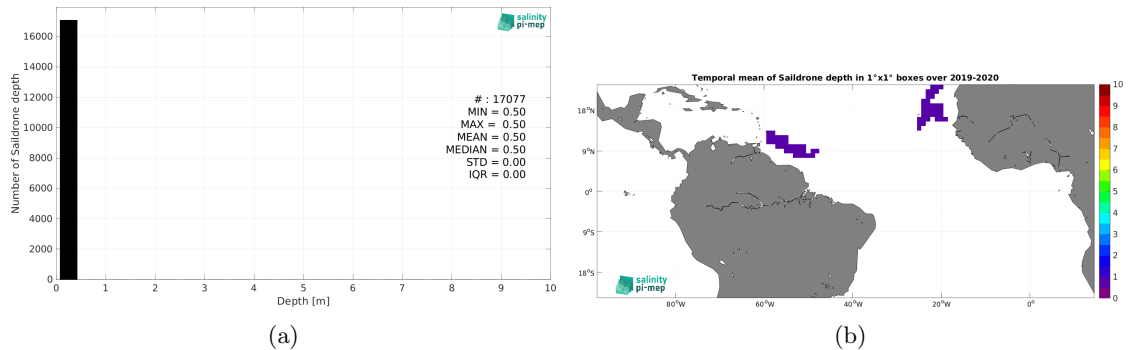 salinity
pi-mep
Number of Saildrone depth
16000
14000
12000
10000
8000
6000
4000
2000
0
# : 17077
MIN = 0.50
MAX = 0.50
MEAN = 0.50
MEDIAN = 0.50
STD = 0.00
IQR = 0.00
0 1 2 3 4 5 6 7 8 9 10
Depth [m]
(a)
Temporal mean of Saildrone depth in 1°x1° boxes over 2019-2020
18°N
9°N
0°
9°S
18°S
80°W 60°W 40°W 20°W 0°
salinity
pi-mep
10
9
8
7
6
5
4
3
2
1
0
(b)